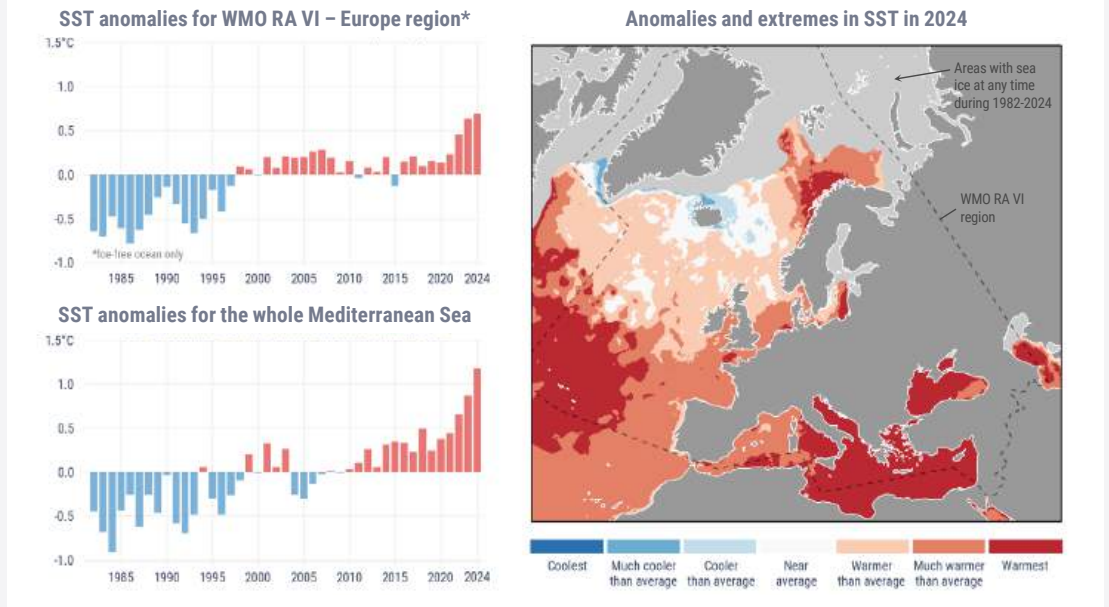 SST anomalies for WMO RA VI – Europe region*
1.5°C
1.0
0.5
0.0
-0.5
-1.0
*Ice-free ocean only
1985 1990 1995 2000 2005 2010 2015 2020 2024
SST anomalies for the whole Mediterranean Sea
1.5°C
1.0
0.5
0.0
-0.5
-1.0
1985 1990 1995 2000 2005 2010 2015 2020 2024
Anomalies and extremes in SST in 2024
Areas with sea
ice at any time
during 1982-2024
WMO RA VI
region
Coolest
Much cooler
than average
Cooler
than average
Near
average
Warmer
than average
Much warmer
than average
Warmest